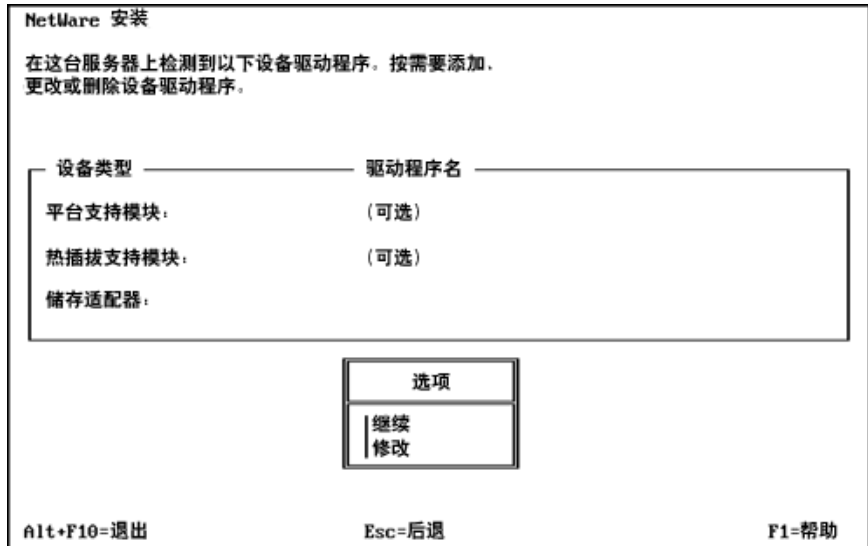 NetWare 安装
在这台服务器上检测到以下设备驱动程序。按需要添加、
更改或删除设备驱动程序。
设备类型 驱动程序名
平台支持模块： （可选）
热插拔支持模块： （可选）
储存适配器：
选项
继续
修改
Alt+F10=退出 Esc=后退 F1=帮助